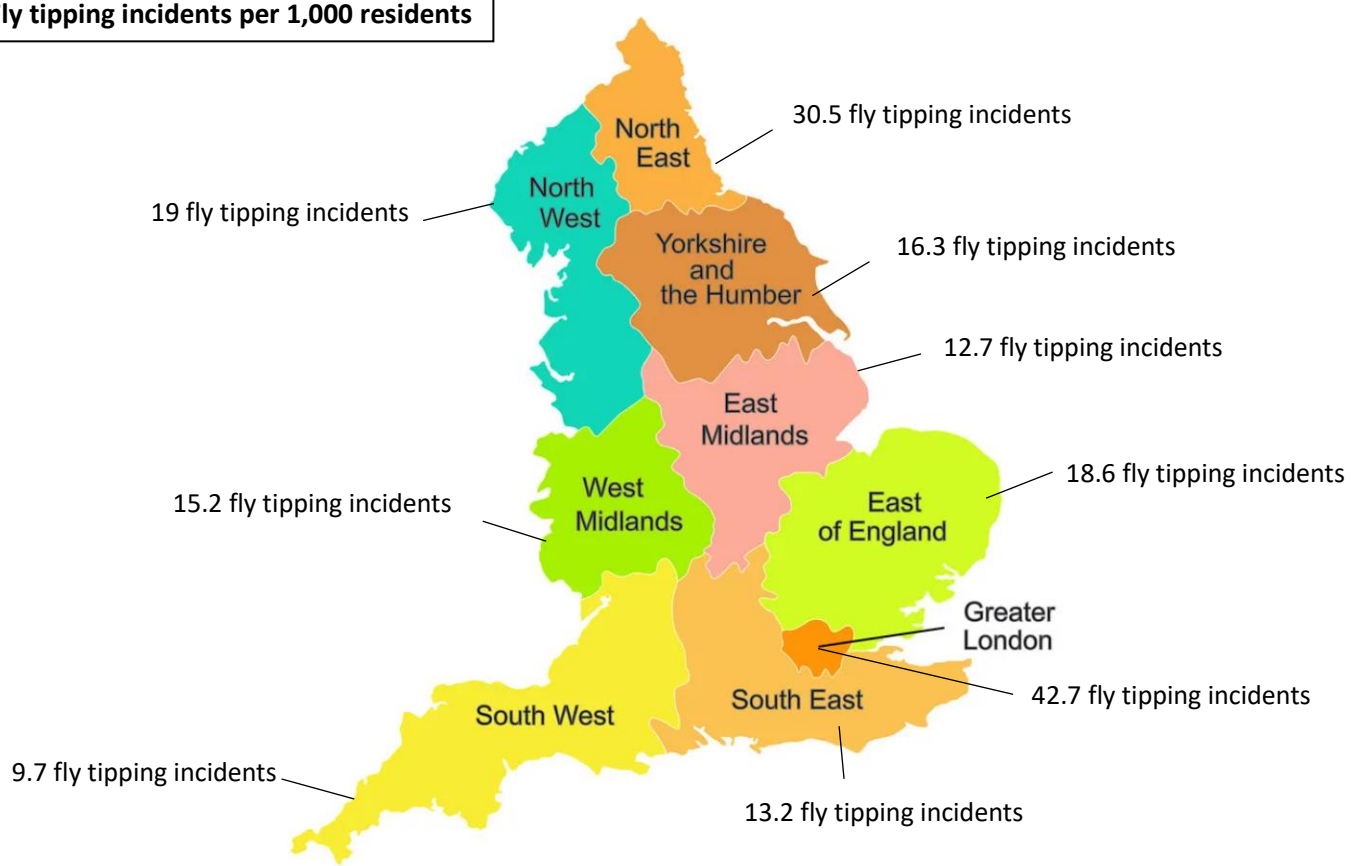 Fly tipping incidents per 1,000 residents
North
East
30.5 fly tipping incidents
North
West
19 fly tipping incidents
Yorkshire
and
the Humber
16.3 fly tipping incidents
12.7 fly tipping incidents
East
Midlands
18.6 fly tipping incidents
West
Midlands
15.2 fly tipping incidents
East
of England
Greater
London
42.7 fly tipping incidents
South East
South West
9.7 fly tipping incidents
13.2 fly tipping incidents